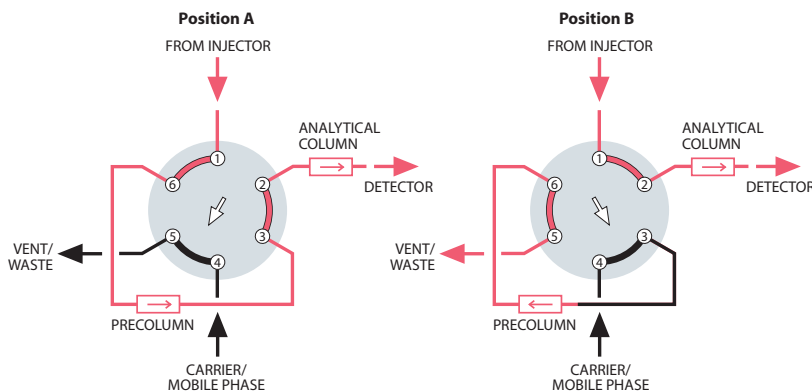 Position A
FROM INJECTOR
1
2
3
4
5
6
ANALYTICAL
COLUMN
DETECTOR
VENT/
WASTE
PRECOLUMN
CARRIER/
MOBILE PHASE
Position B
FROM INJECTOR
1
2
3
4
5
6
ANALYTICAL
COLUMN
DETECTOR
VENT/
WASTE
PRECOLUMN
CARRIER/
MOBILE PHASE